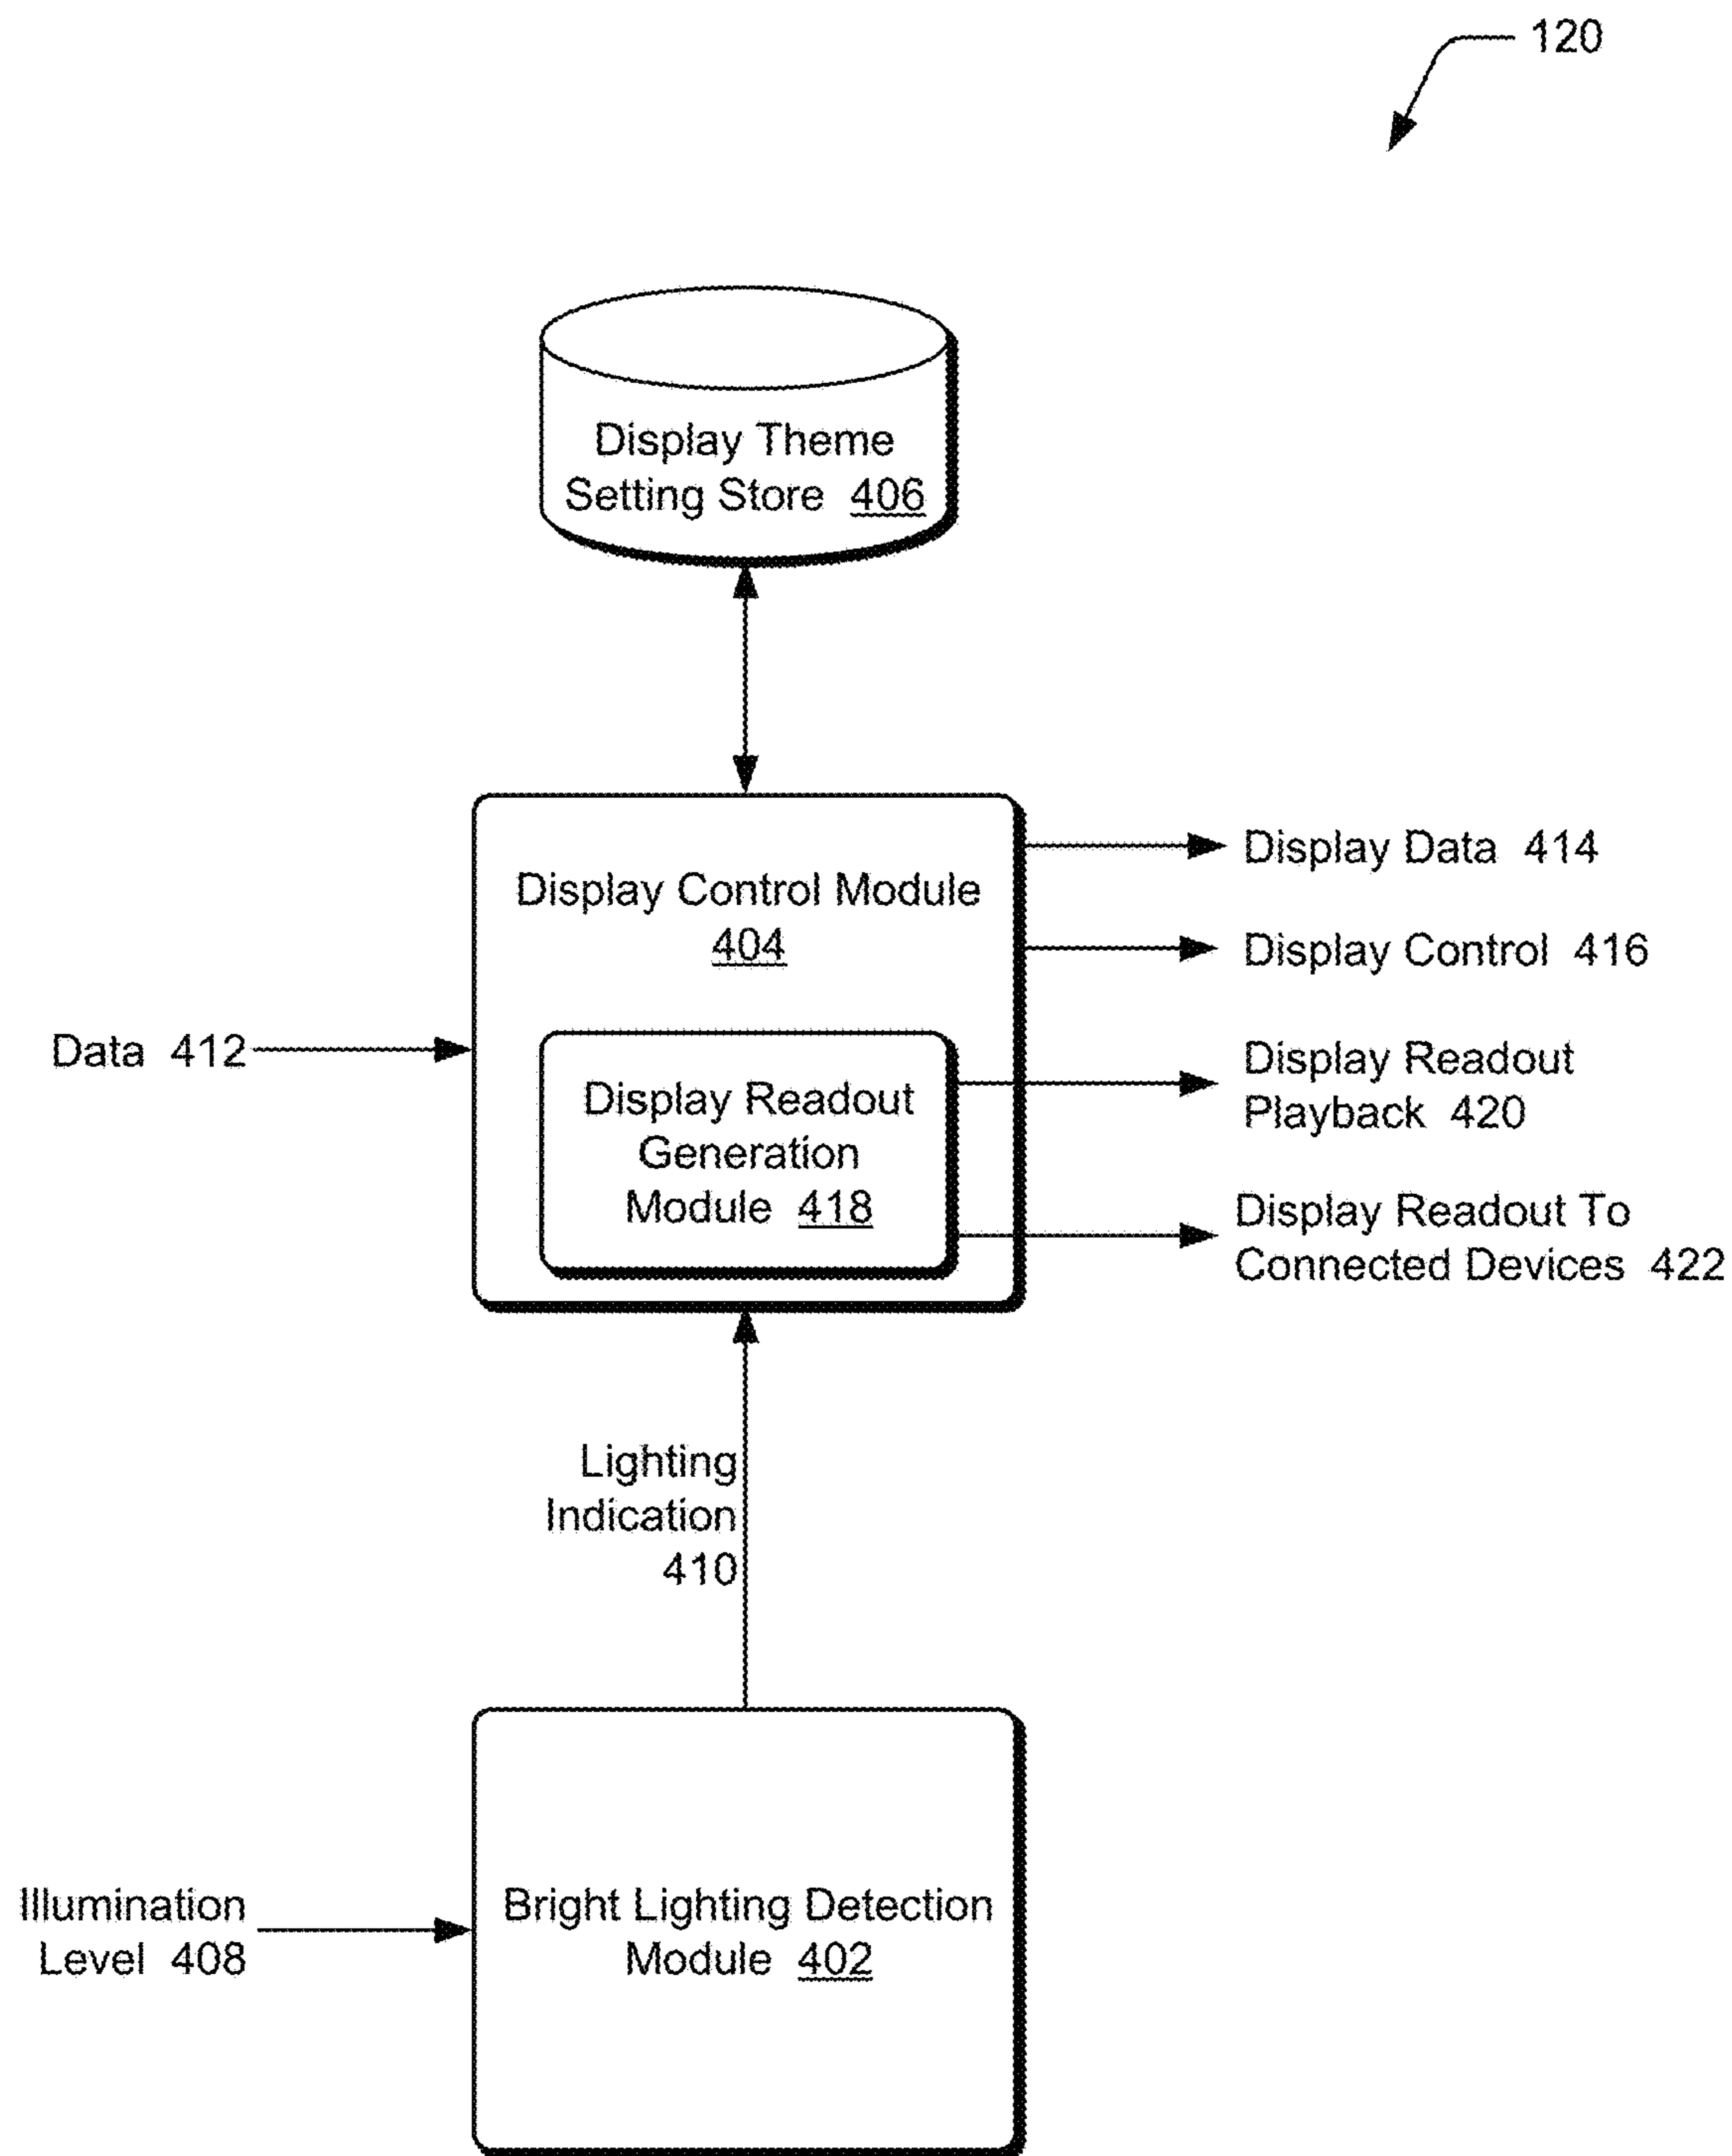 120
Display Theme
Setting Store 406
Display Control Module
404
Display Data 414
Display Control 416
Data 412
Display Readout
Generation
Module 418
Display Readout
Playback 420
Display Readout To
Connected Devices 422
Lighting
Indication
410
Illumination
Level 408
Bright Lighting Detection
Module 402